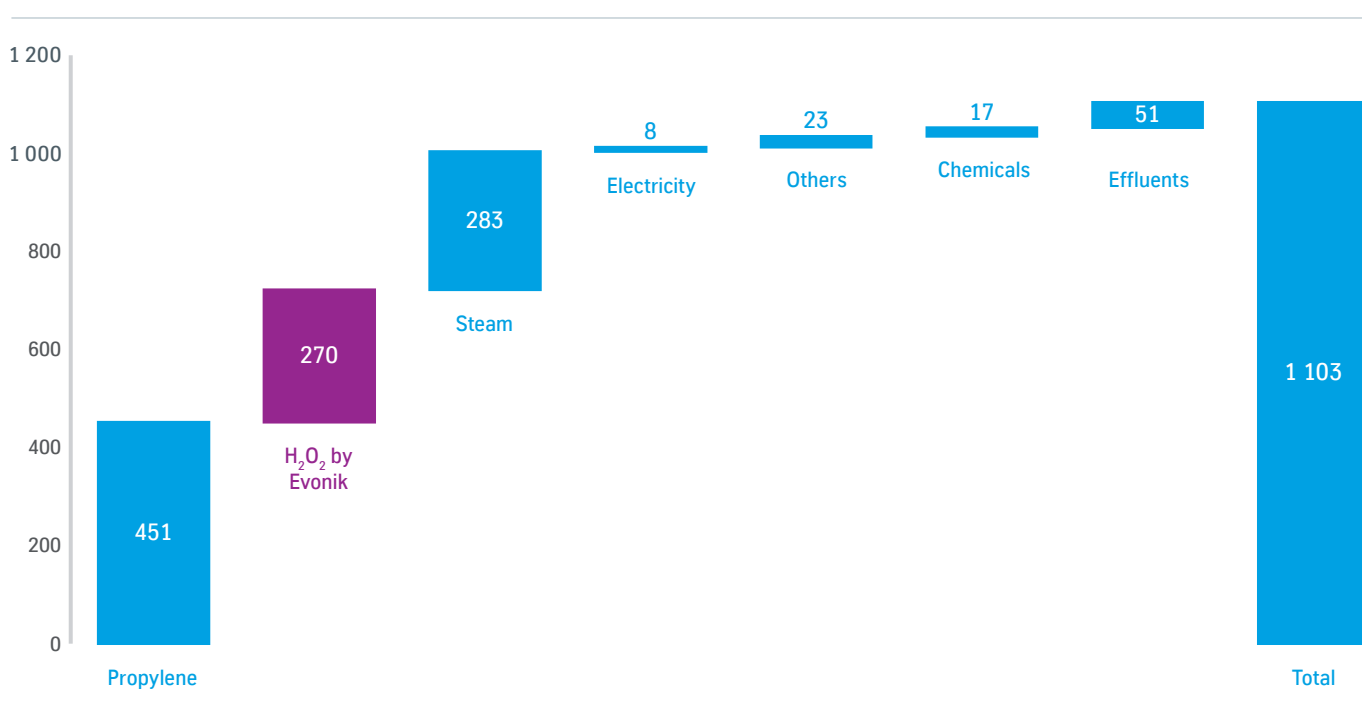 1 200
1 000
800
600
400
200
0
451
Propylene
270
H₂O₂ by
Evonik
283
Steam
8
Electricity
23
Others
17
Chemicals
51
Effluents
1 103
Total